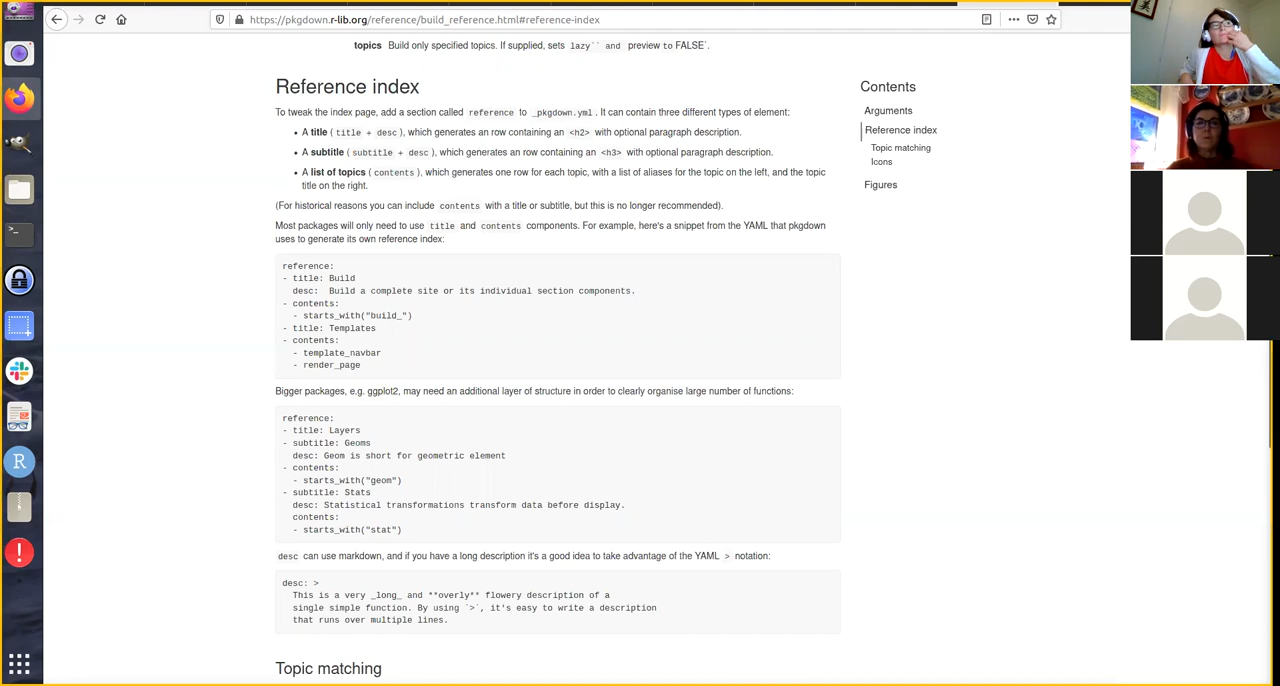 https://pkgdown.r-lib.org/reference/build_reference.html#reference-index
topics Build only specified topics. If supplied, sets lazy`` and preview to FALSE`.
Reference index
To tweak the index page, add a section called reference to _pkgdown.yml. It can contain three different types of element:
• A title (title + desc), which generates an row containing an <h2> with optional paragraph description.
• A subtitle (subtitle + desc), which generates an row containing an <h3> with optional paragraph description.
• A list of topics (contents), which generates one row for each topic, with a list of aliases for the topic on the left, and the topic
title on the right.
(For historical reasons you can include contents with a title or subtitle, but this is no longer recommended).
Most packages will only need to use title and contents components. For example, here's a snippet from the YAML that pkgdown
uses to generate its own reference index:
reference:
- title: Build
desc:  Build a complete site or its individual section components.
- contents:
- starts_with("build_")
- title: Templates
- contents:
- template_navbar
- render_page
Bigger packages, e.g. ggplot2, may need an additional layer of structure in order to clearly organise large number of functions:
reference:
- title: Layers
- subtitle: Geoms
desc: Geom is short for geometric element
- contents:
- starts_with("geom")
- subtitle: Stats
desc: Statistical transformations transform data before display.
contents:
- starts_with("stat")
desc can use markdown, and if you have a long description it's a good idea to take advantage of the YAML > notation:
desc: >
This is a very _long_ and **overly** flowery description of a
single simple function. By using `>`, it's easy to write a description
that runs over multiple lines.
Topic matching
Contents
Arguments
Reference index
Topic matching
Icons
Figures
>_
R